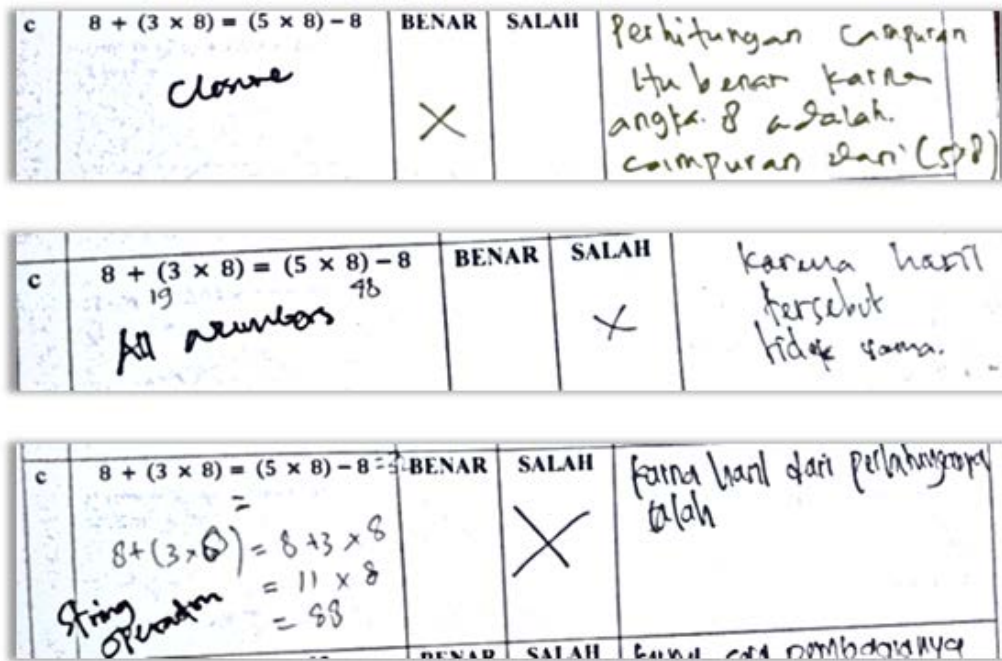 c 8 + (3 × 8) = (5 × 8) − 8 BENAR SALAH
Closure
×
Perhitungan campuran
itu benar karna
angka 8 adalah.
caimpuran dari (5×8)
c 8 + (3 × 8) = (5 × 8) − 8 BENAR SALAH
19 48
All numbers
×
karena hasil
tersebut
tidak sama.
c 8 + (3 × 8) = (5 × 8) − 8 = BENAR SALAH
=
8+(3×8) = 8+3 × 8
= 11 × 8
= 88
String
operation
×
karna hasil dari
salah
BENAR SALAH karna cara